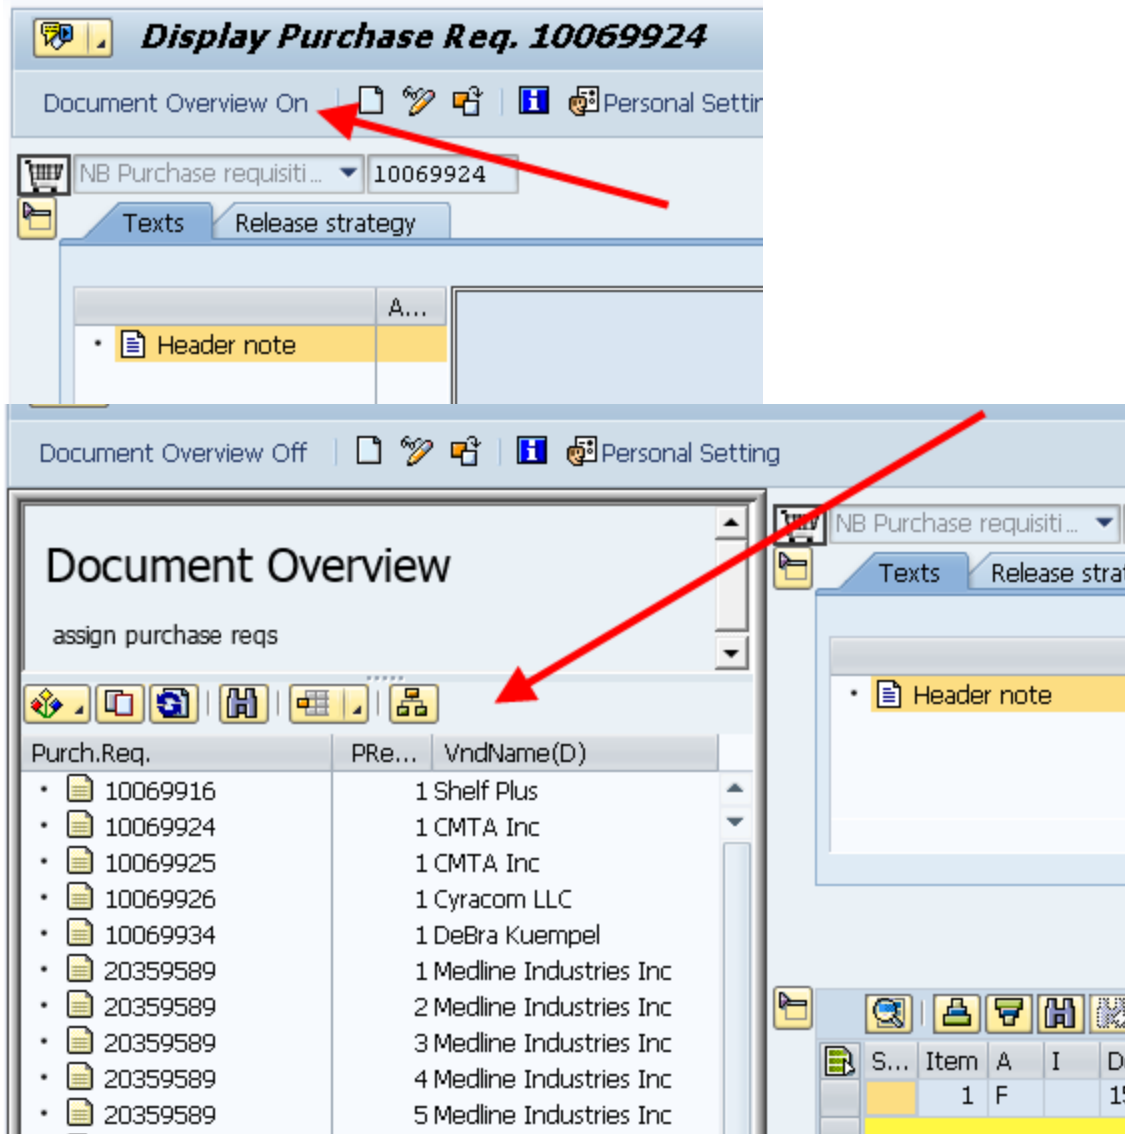 Display Purchase Req. 10069924
Document Overview On
Personal Settin
NB Purchase requisiti... 10069924
Texts Release strategy
A...
Header note
Document Overview Off
Personal Setting
Document Overview
assign purchase reqs
Purch.Req. PRe... VndName(D)
10069916 1 Shelf Plus
10069924 1 CMTA Inc
10069925 1 CMTA Inc
10069926 1 Cyracom LLC
10069934 1 DeBra Kuempel
20359589 1 Medline Industries Inc
20359589 2 Medline Industries Inc
20359589 3 Medline Industries Inc
20359589 4 Medline Industries Inc
20359589 5 Medline Industries Inc
NB Purchase requisiti...
Texts Release strat
Header note
S... Item A I D
1 F 15